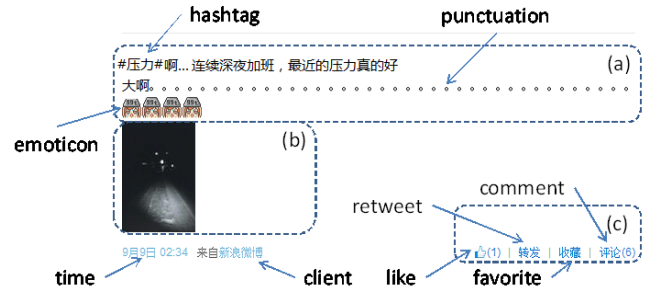 hashtag
punctuation
#压力#啊... 连续深夜加班，最近的压力真的好
(a)
大啊。。。。。。。。。。。。。。。。。。。。。。。。。。。。。。。
emoticon
(b)
comment
retweet
(c)
9月9日 02:34 来自新浪微博
(1) | 转发 | 收藏 | 评论(6)
time
client
like
favorite